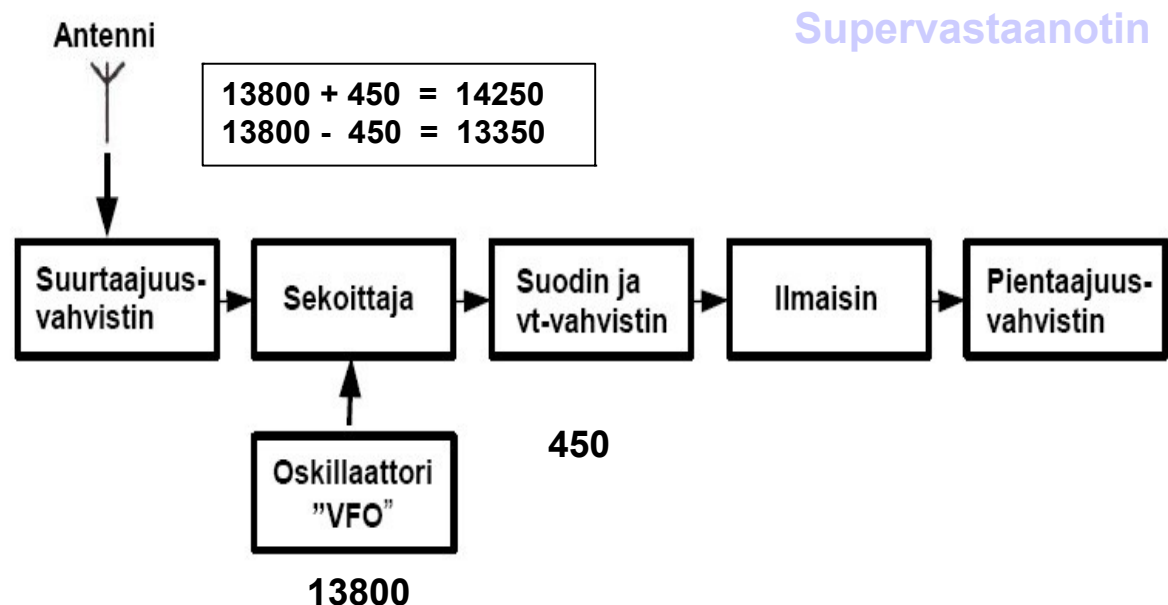 Supervastaanotin
Antenni
13800 + 450 = 14250
13800 - 450 = 13350
Suurtaajuus-
vahvistin
Sekoittaja
Suodin ja
vt-vahvistin
Ilmaisin
Pientaajuus-
vahvistin
Oskillaattori
”VFO”
450
13800